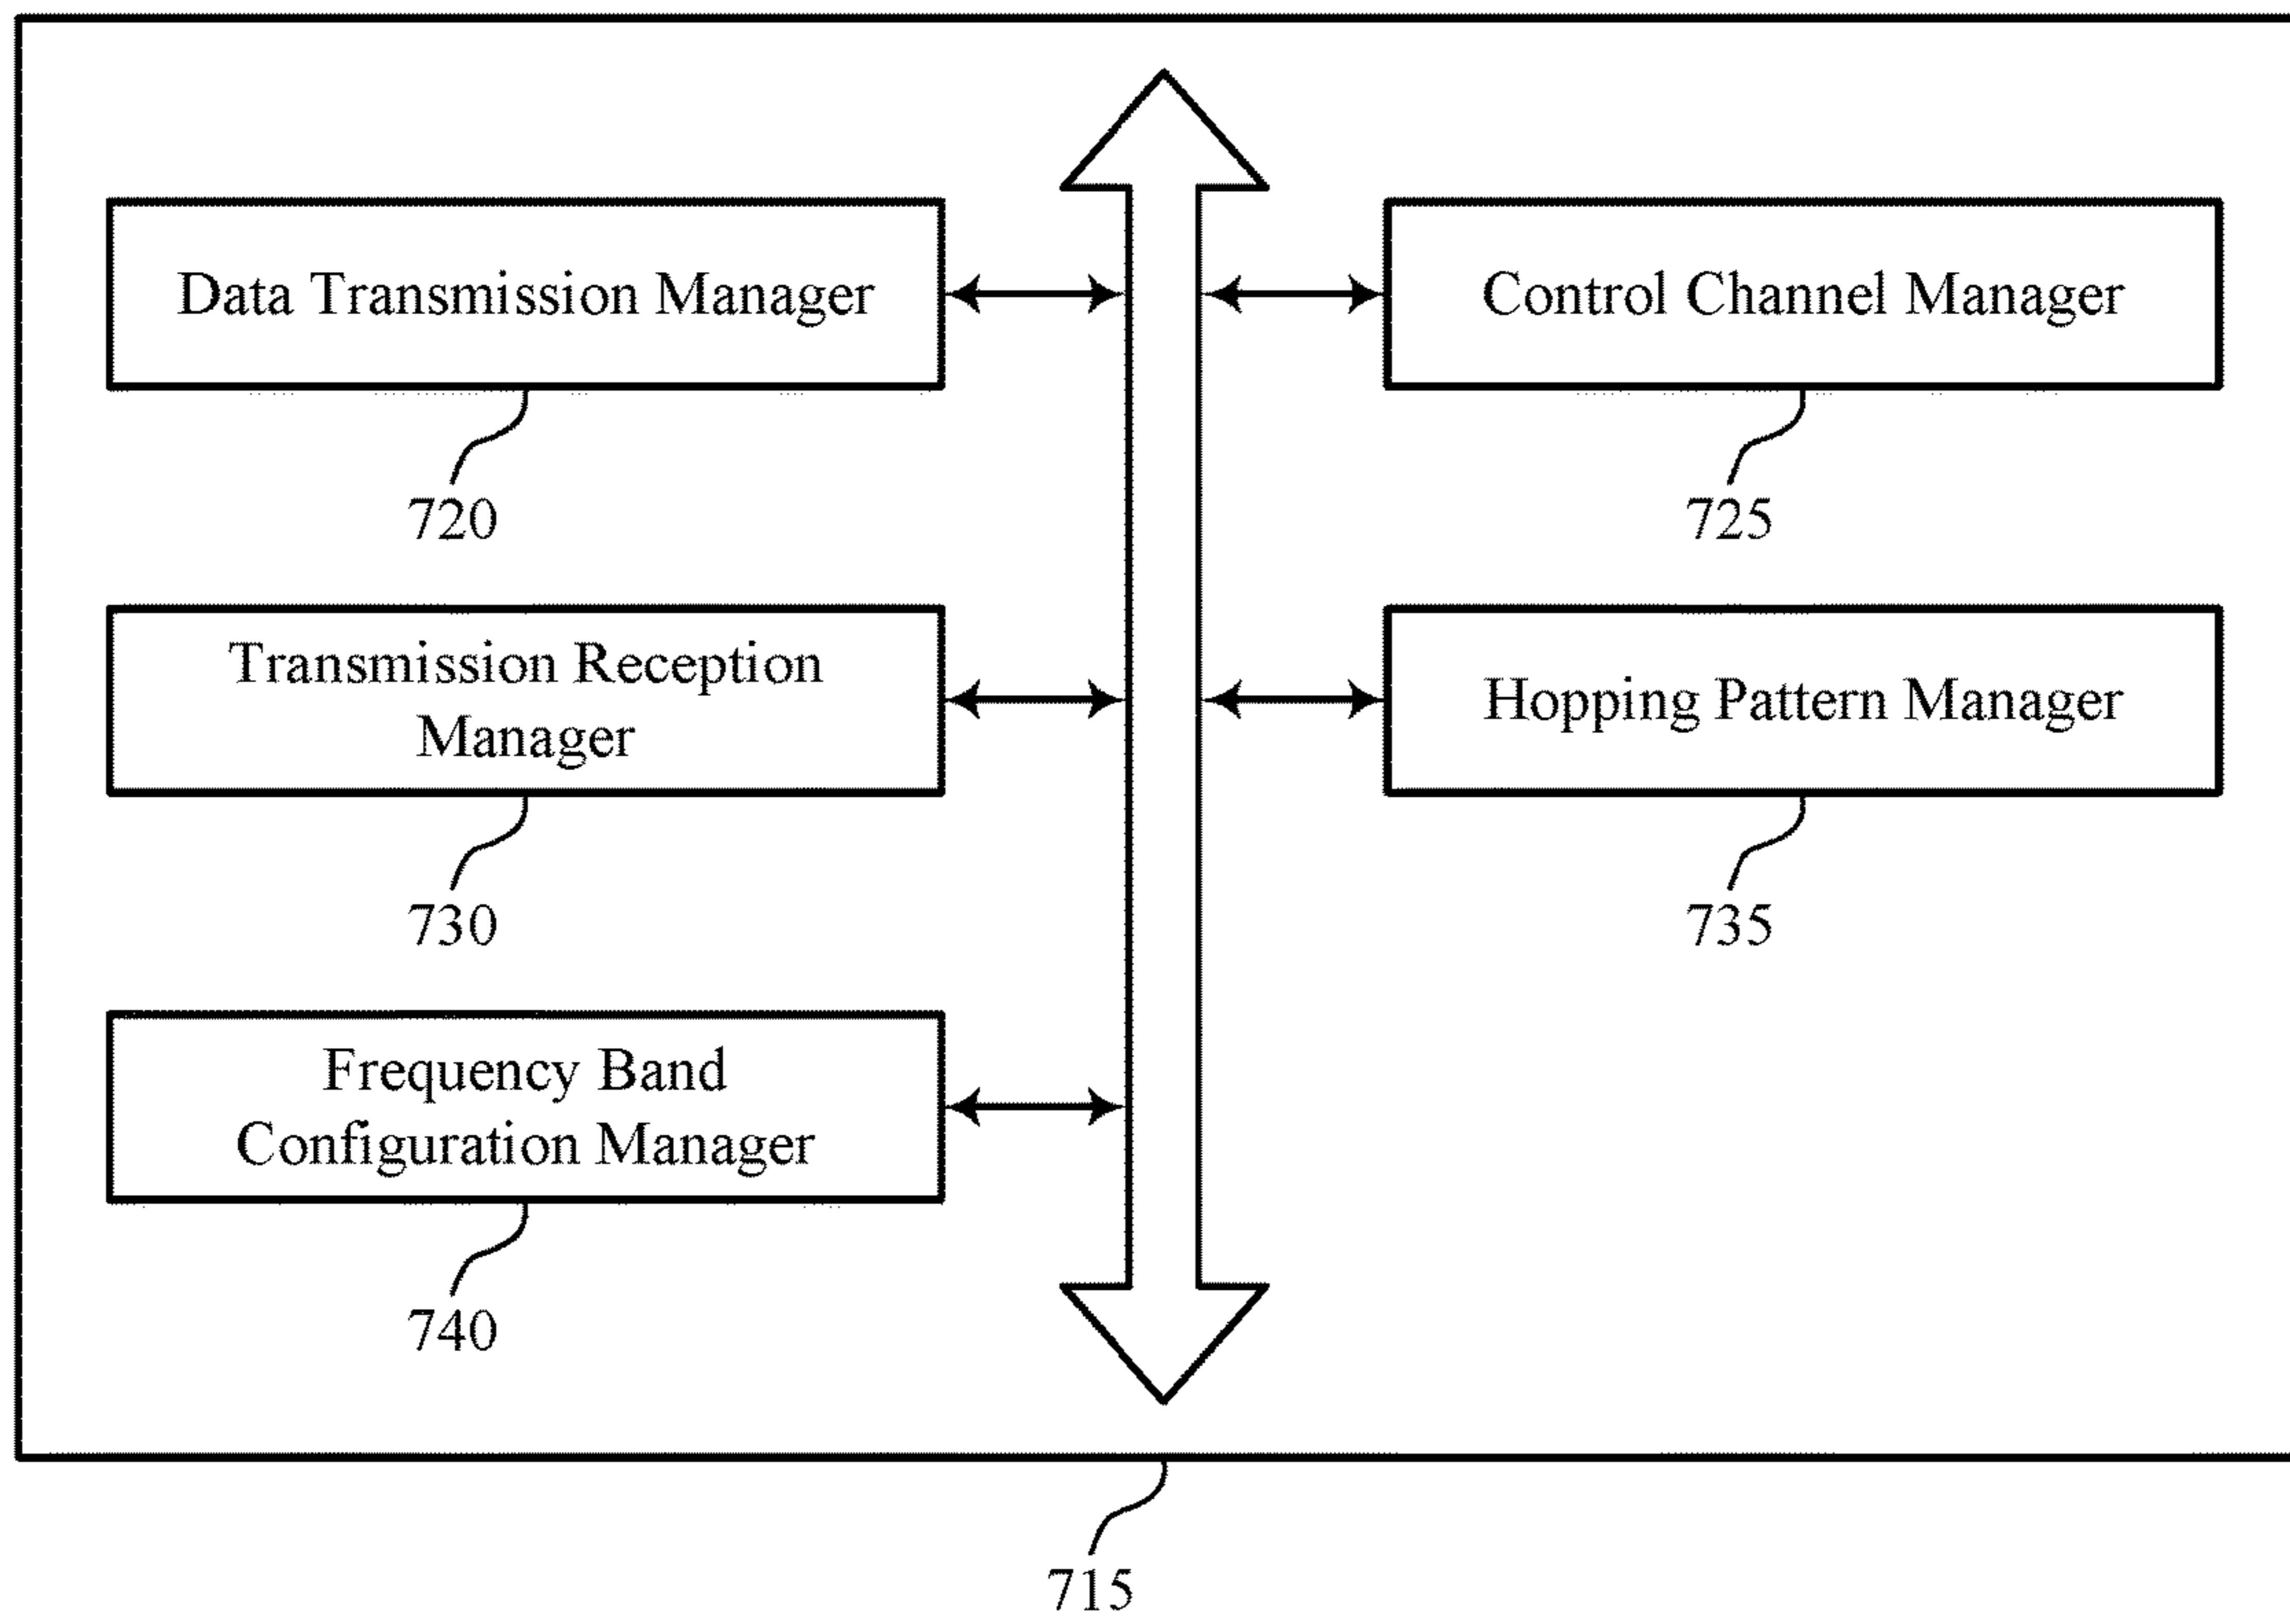 Data Transmission Manager
720
Control Channel Manager
725
Transmission Reception
Manager
730
Hopping Pattern Manager
735
Frequency Band
Configuration Manager
740
715